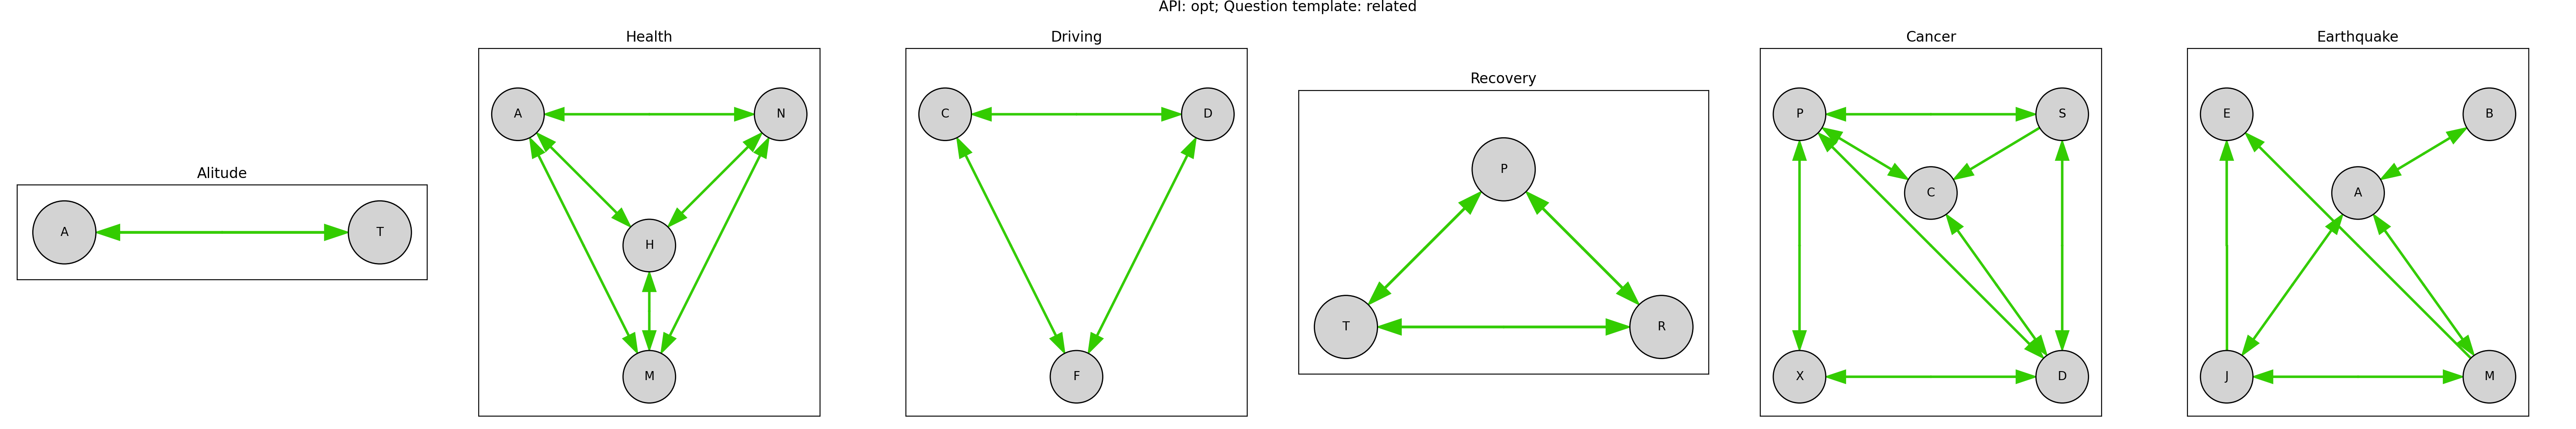 API: opt; Question template: related
Alitude
A
T
Health
A
N
H
M
Driving
C
D
F
Recovery
P
T
R
Cancer
P
S
C
X
D
Earthquake
E
B
A
J
M